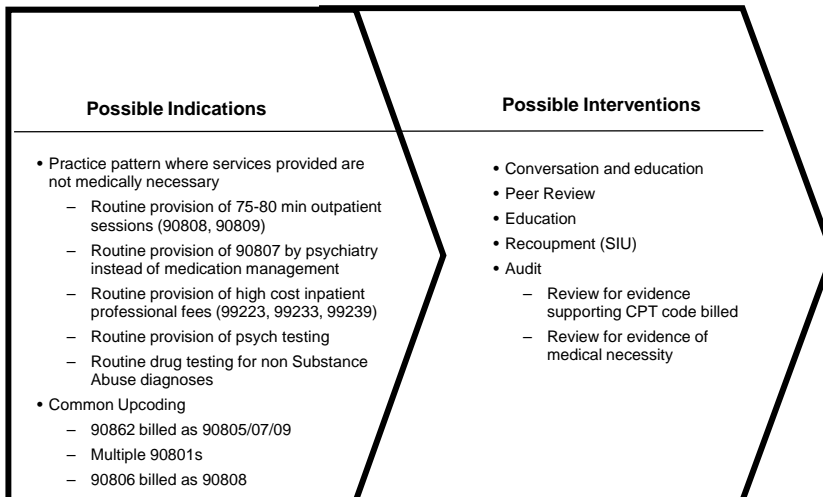 Possible Indications
• Practice pattern where services provided are
not medically necessary
– Routine provision of 75-80 min outpatient
sessions (90808, 90809)
– Routine provision of 90807 by psychiatry
instead of medication management
– Routine provision of high cost inpatient
professional fees (99223, 99233, 99239)
– Routine provision of psych testing
– Routine drug testing for non Substance
Abuse diagnoses
• Common Upcoding
– 90862 billed as 90805/07/09
– Multiple 90801s
– 90806 billed as 90808
Possible Interventions
• Conversation and education
• Peer Review
• Education
• Recoupment (SIU)
• Audit
– Review for evidence
supporting CPT code billed
– Review for evidence of
medical necessity